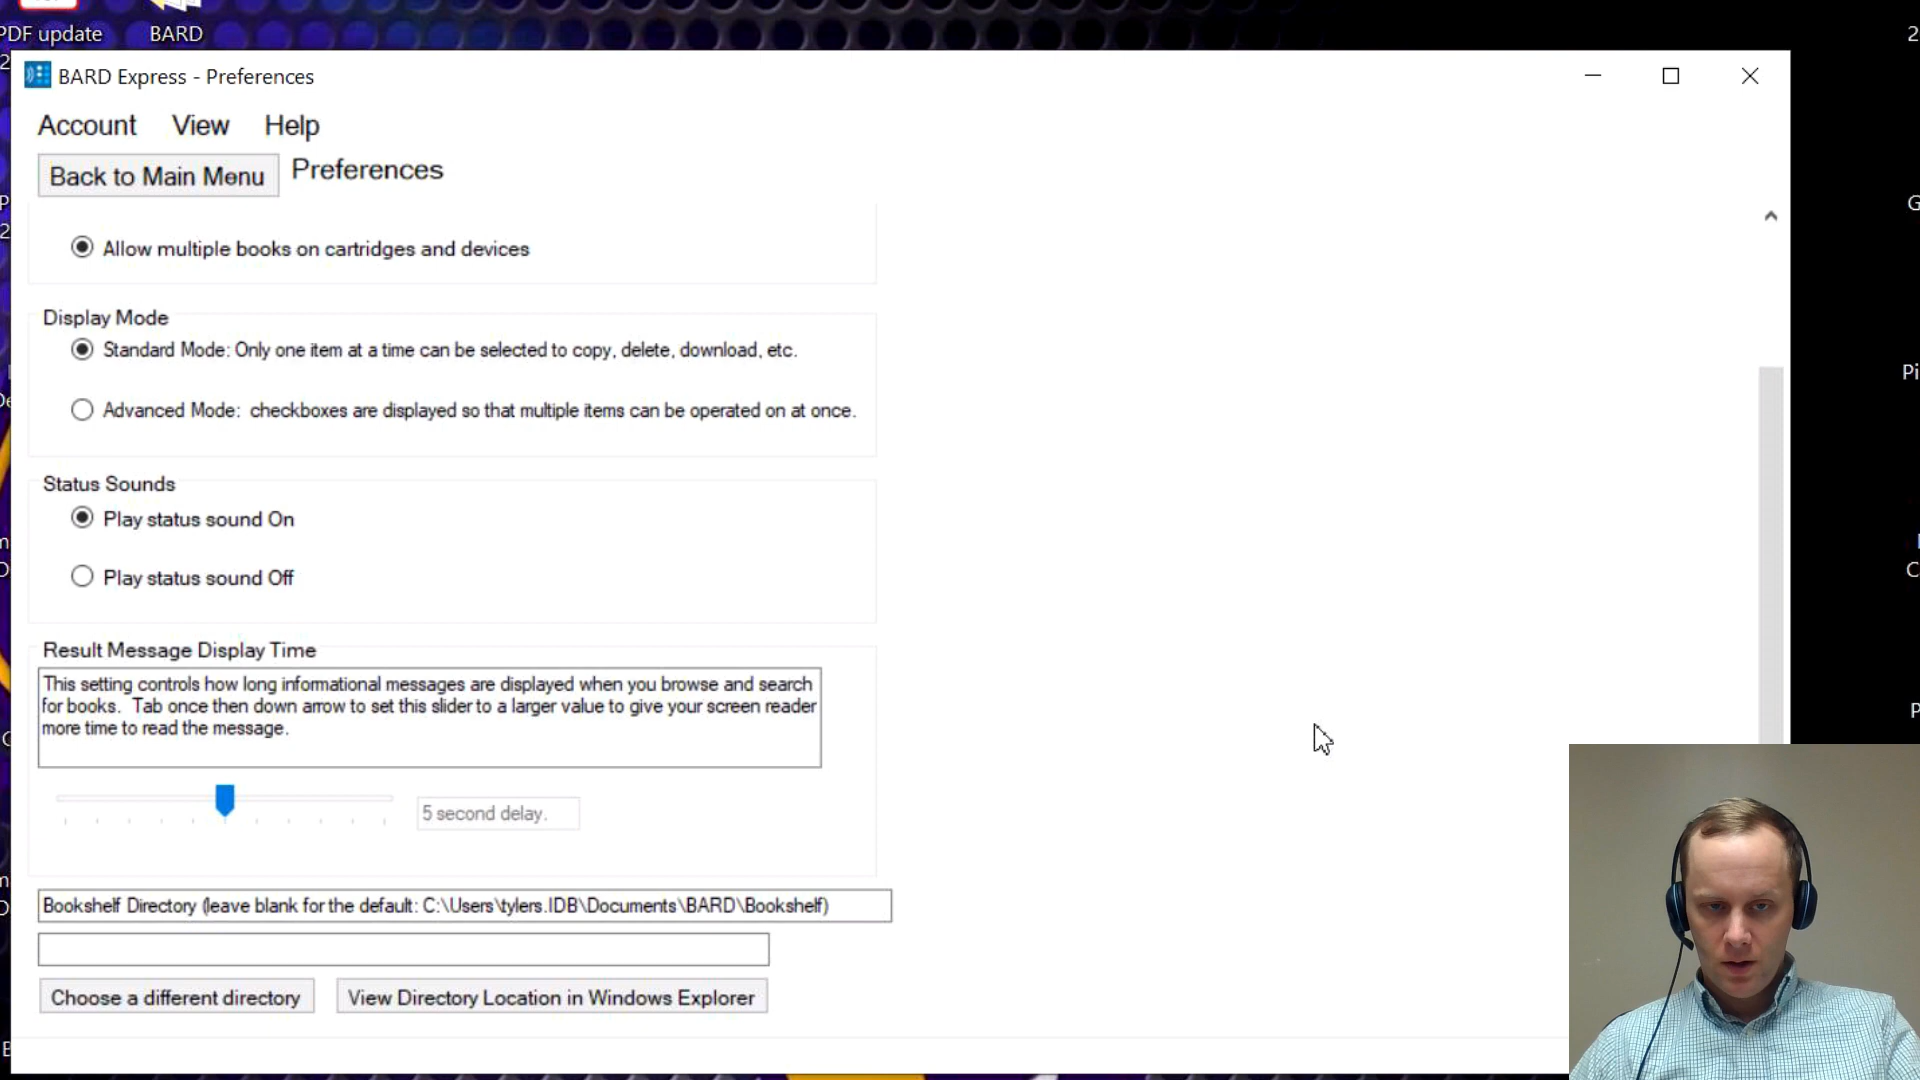 PDF update
BARD
BARD Express - Preferences
Account View Help
Back to Main Menu Preferences
Allow multiple books on cartridges and devices
Display Mode
Standard Mode: Only one item at a time can be selected to copy, delete, download, etc.
Advanced Mode:  checkboxes are displayed so that multiple items can be operated on at once.
Status Sounds
Play status sound On
Play status sound Off
Result Message Display Time
This setting controls how long informational messages are displayed when you browse and search
for books.  Tab once then down arrow to set this slider to a larger value to give your screen reader
more time to read the message.
5 second delay.
Bookshelf Directory (leave blank for the default: C:\Users\tylers.IDB\Documents\BARD\Bookshelf)
Choose a different directory View Directory Location in Windows Explorer